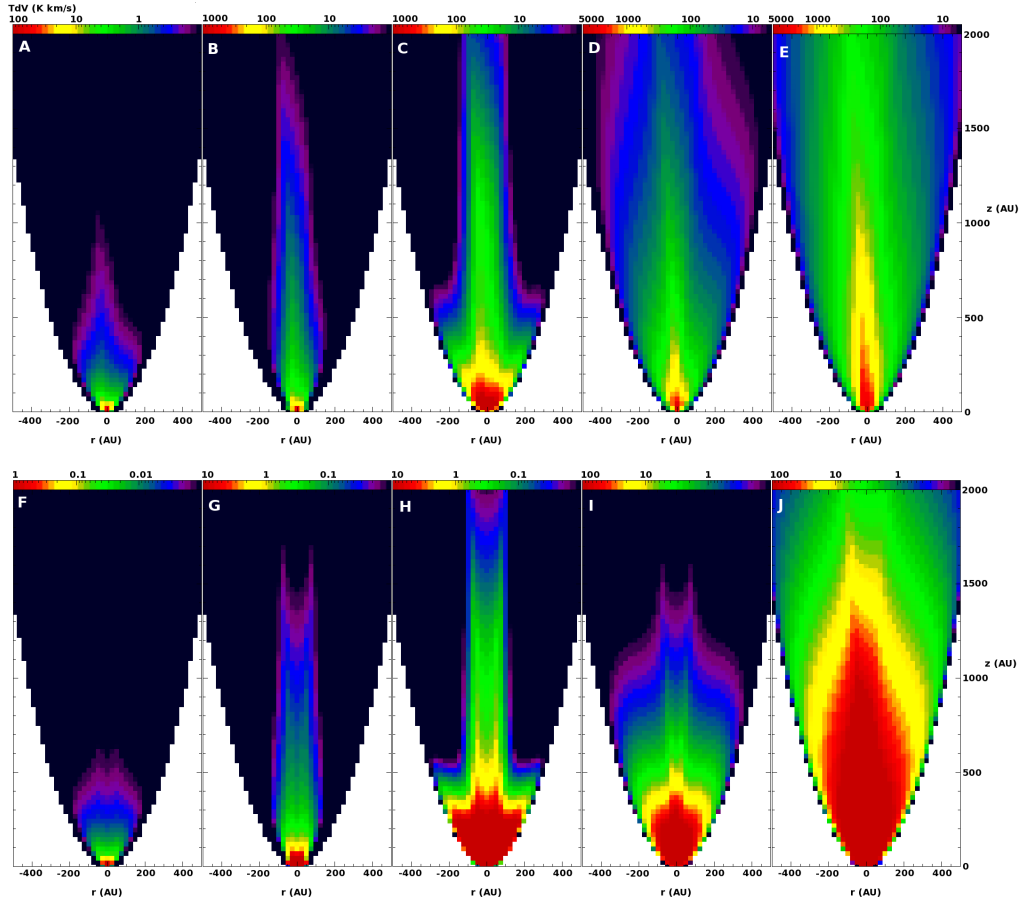 TdV (K km/s)
100 10 1 1000 100 10 1000 100 10 5000 1000 100 10 5000 1000 100 10
A B C D E 2000
1500
z (AU)
1000
500
0
-400 -200 0 200 400 -400 -200 0 200 400 -400 -200 0 200 400 -400 -200 0 200 400 -400 -200 0 200 400
r (AU) r (AU) r (AU) r (AU) r (AU)
1 0.1 0.01 10 1 0.1 10 1 0.1 100 10 1 100 10 1
F G H I J 2000
1500
z (AU)
1000
500
0
-400 -200 0 200 400 -400 -200 0 200 400 -400 -200 0 200 400 -400 -200 0 200 400 -400 -200 0 200 400
r (AU) r (AU) r (AU) r (AU) r (AU)